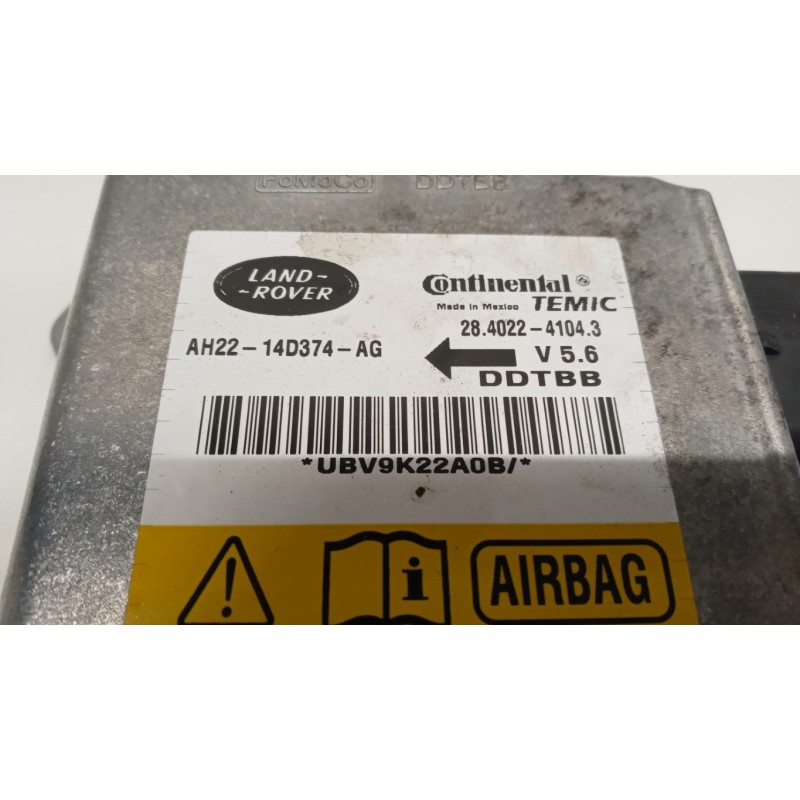 FoMoCo DDTBB
LAND-
-ROVER
Continental
Made in Mexico TEMIC
28.4022-4104.3
AH22-14D374-AG
V 5.6
DDTBB
*UBV9K22A0B/*
! i AIRBAG